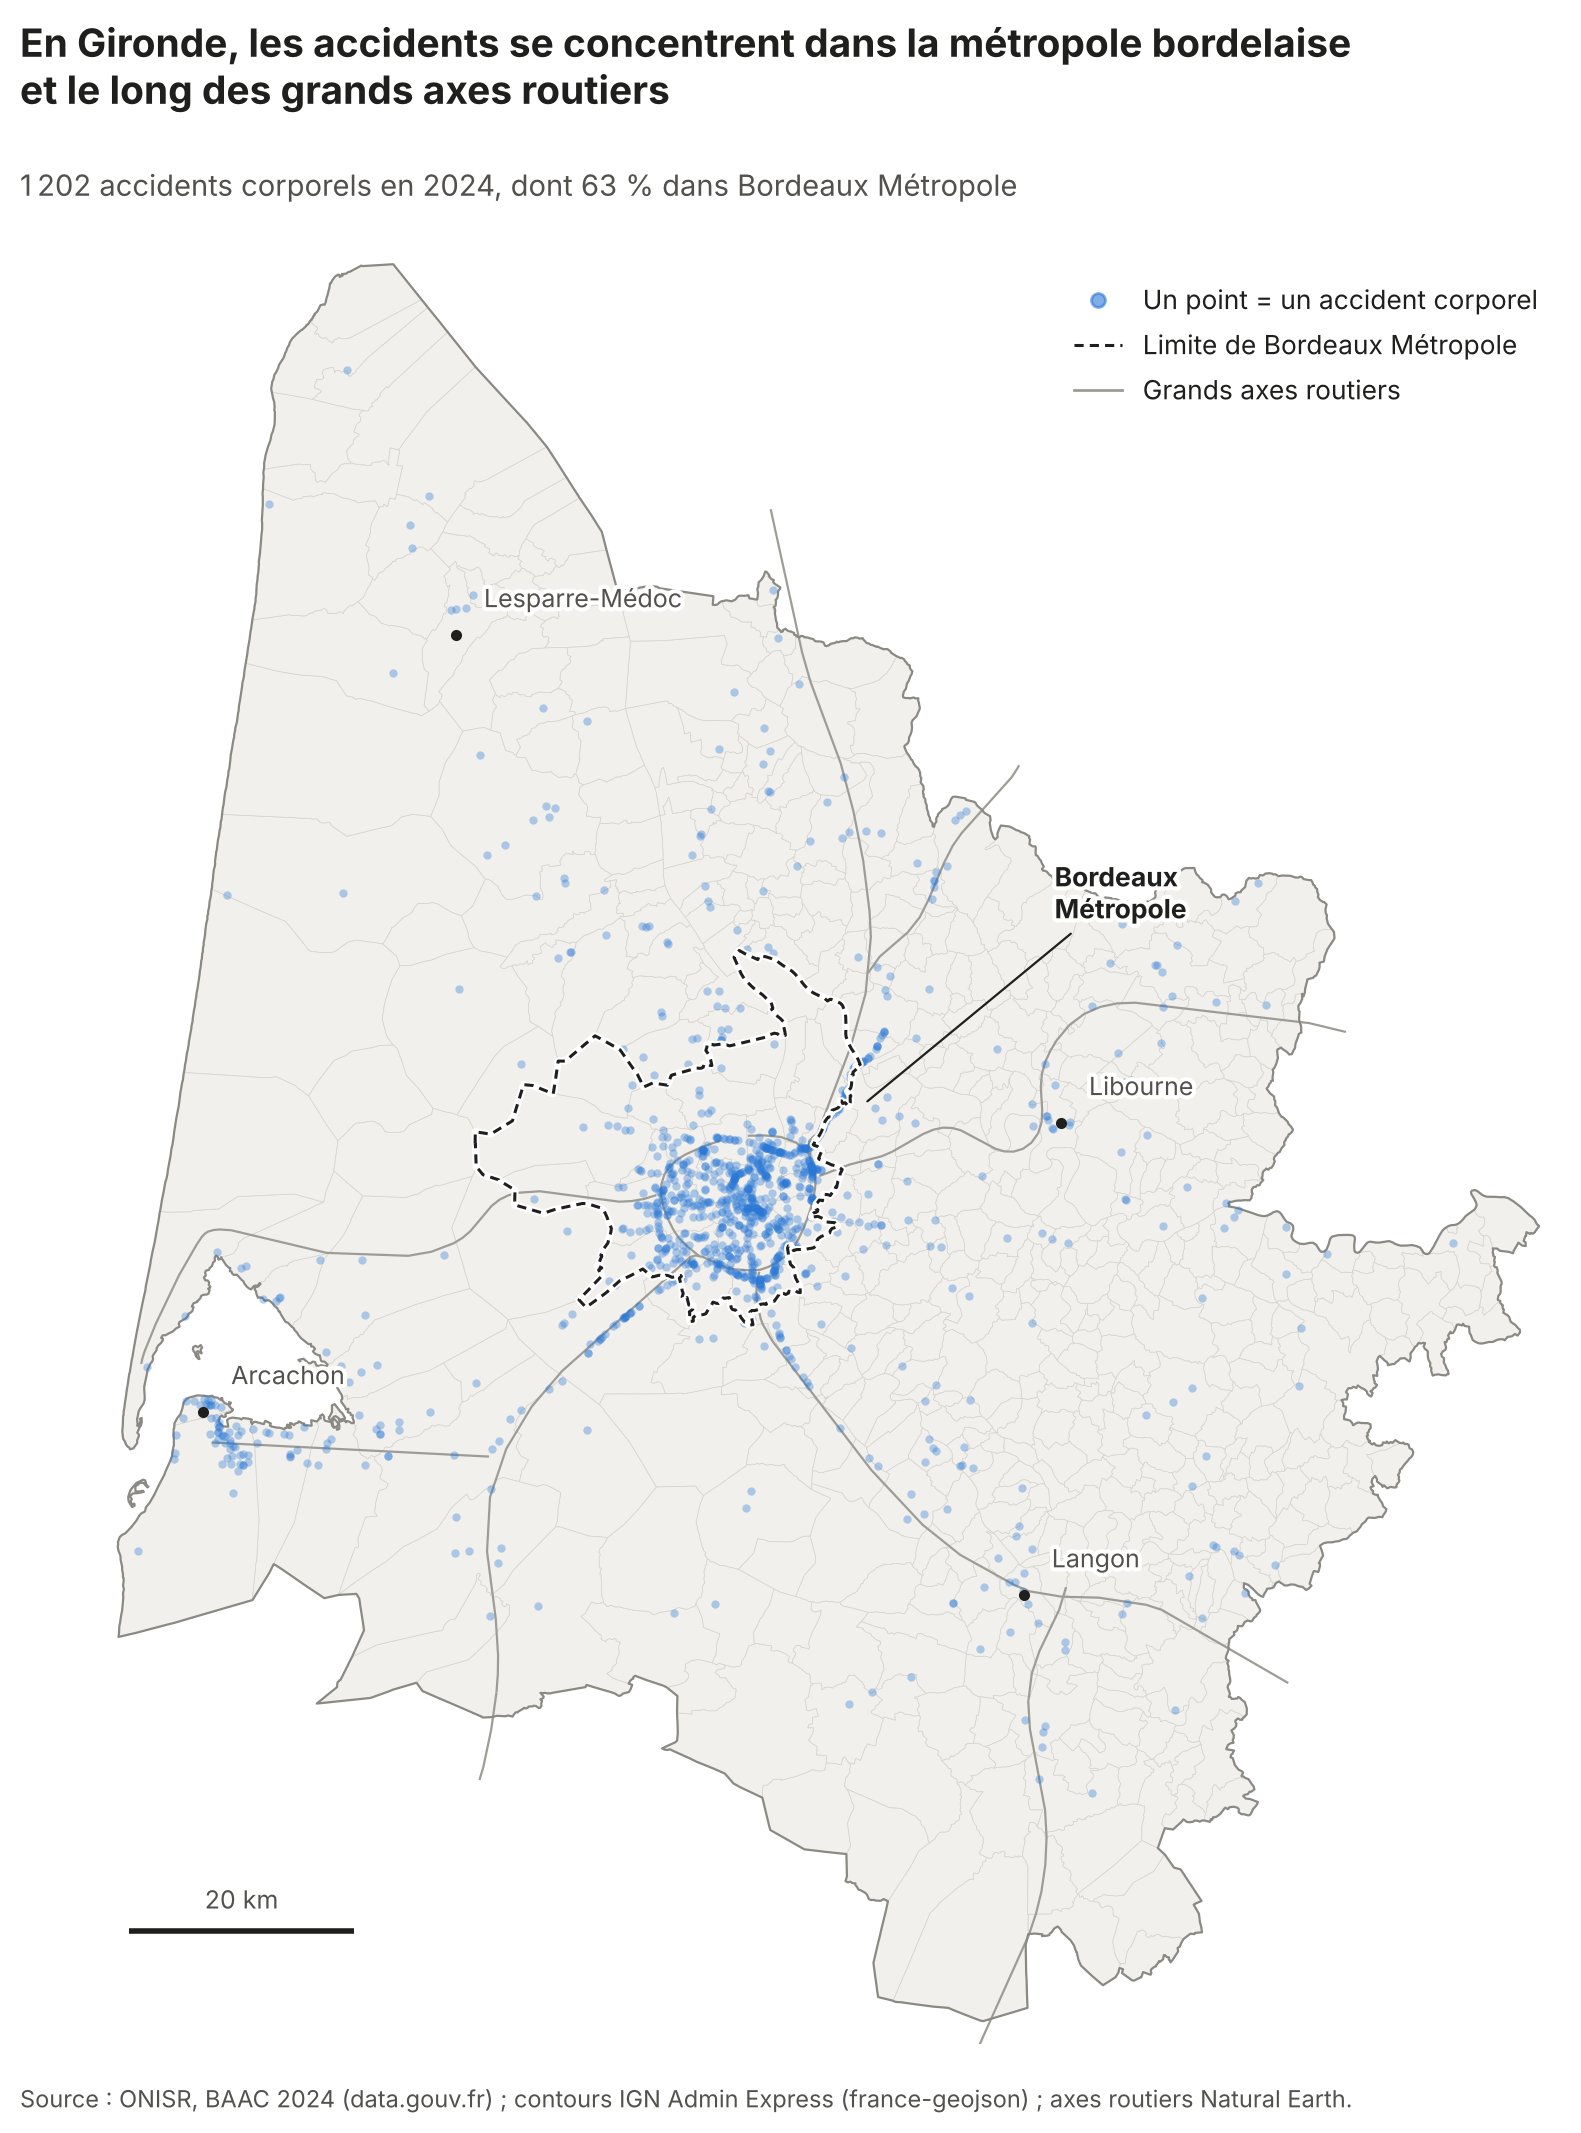 En Gironde, les accidents se concentrent dans la métropole bordelaise
et le long des grands axes routiers
1 202 accidents corporels en 2024, dont 63 % dans Bordeaux Métropole
Un point = un accident corporel
Limite de Bordeaux Métropole
Grands axes routiers
Lesparre-Médoc
Bordeaux
Métropole
Libourne
Arcachon
Langon
20 km
Source : ONISR, BAAC 2024 (data.gouv.fr) ; contours IGN Admin Express (france-geojson) ; axes routiers Natural Earth.